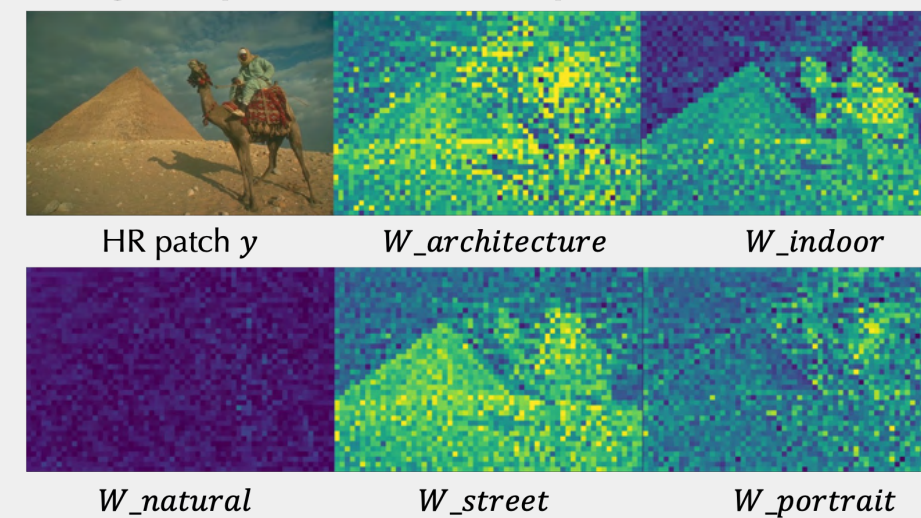 HR patch y
W_architecture
W_indoor
W_natural
W_street
W_portrait